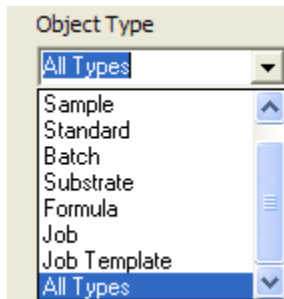 Object Type
All Types
Sample
Standard
Batch
Substrate
Formula
Job
Job Template
All Types